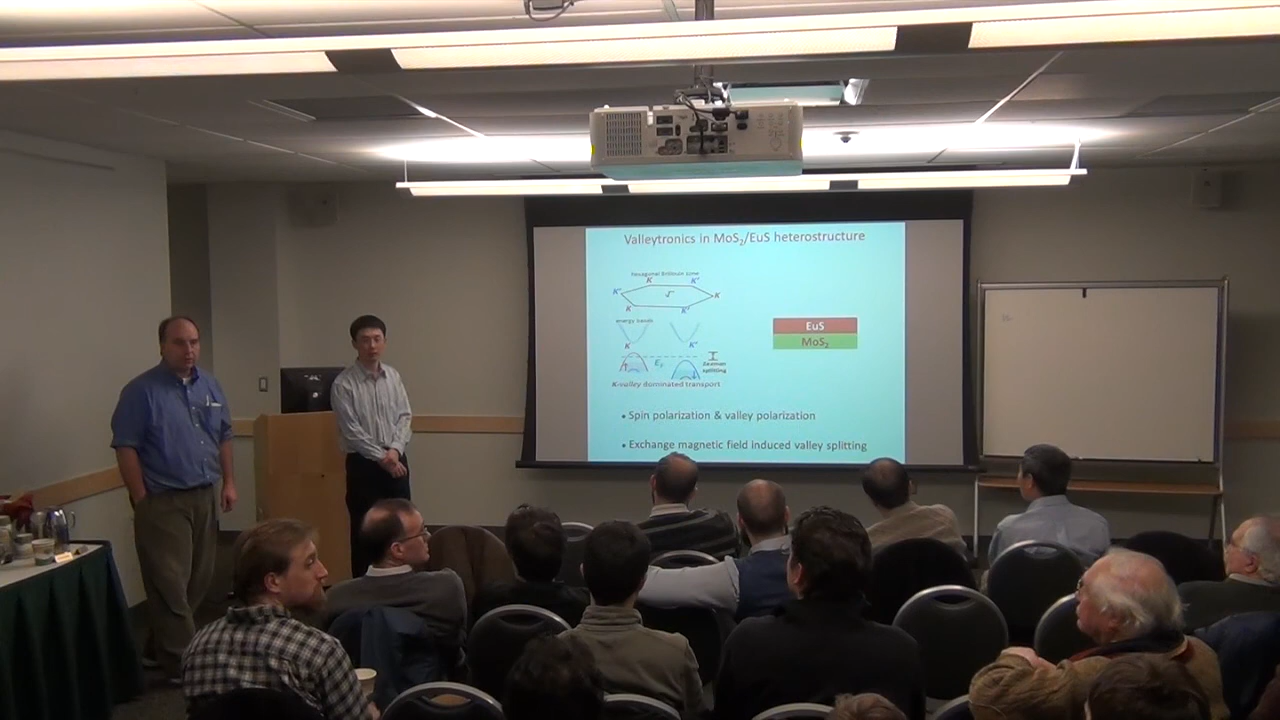 Valleytronics in MoS₂/EuS heterostructure
hexagonal Brillouin zone
K K'
K' K
K K'
energy bands
K K'
E_F
Zeeman
splitting
K-valley dominated transport
EuS
MoS₂
• Spin polarization & valley polarization
• Exchange magnetic field induced valley splitting